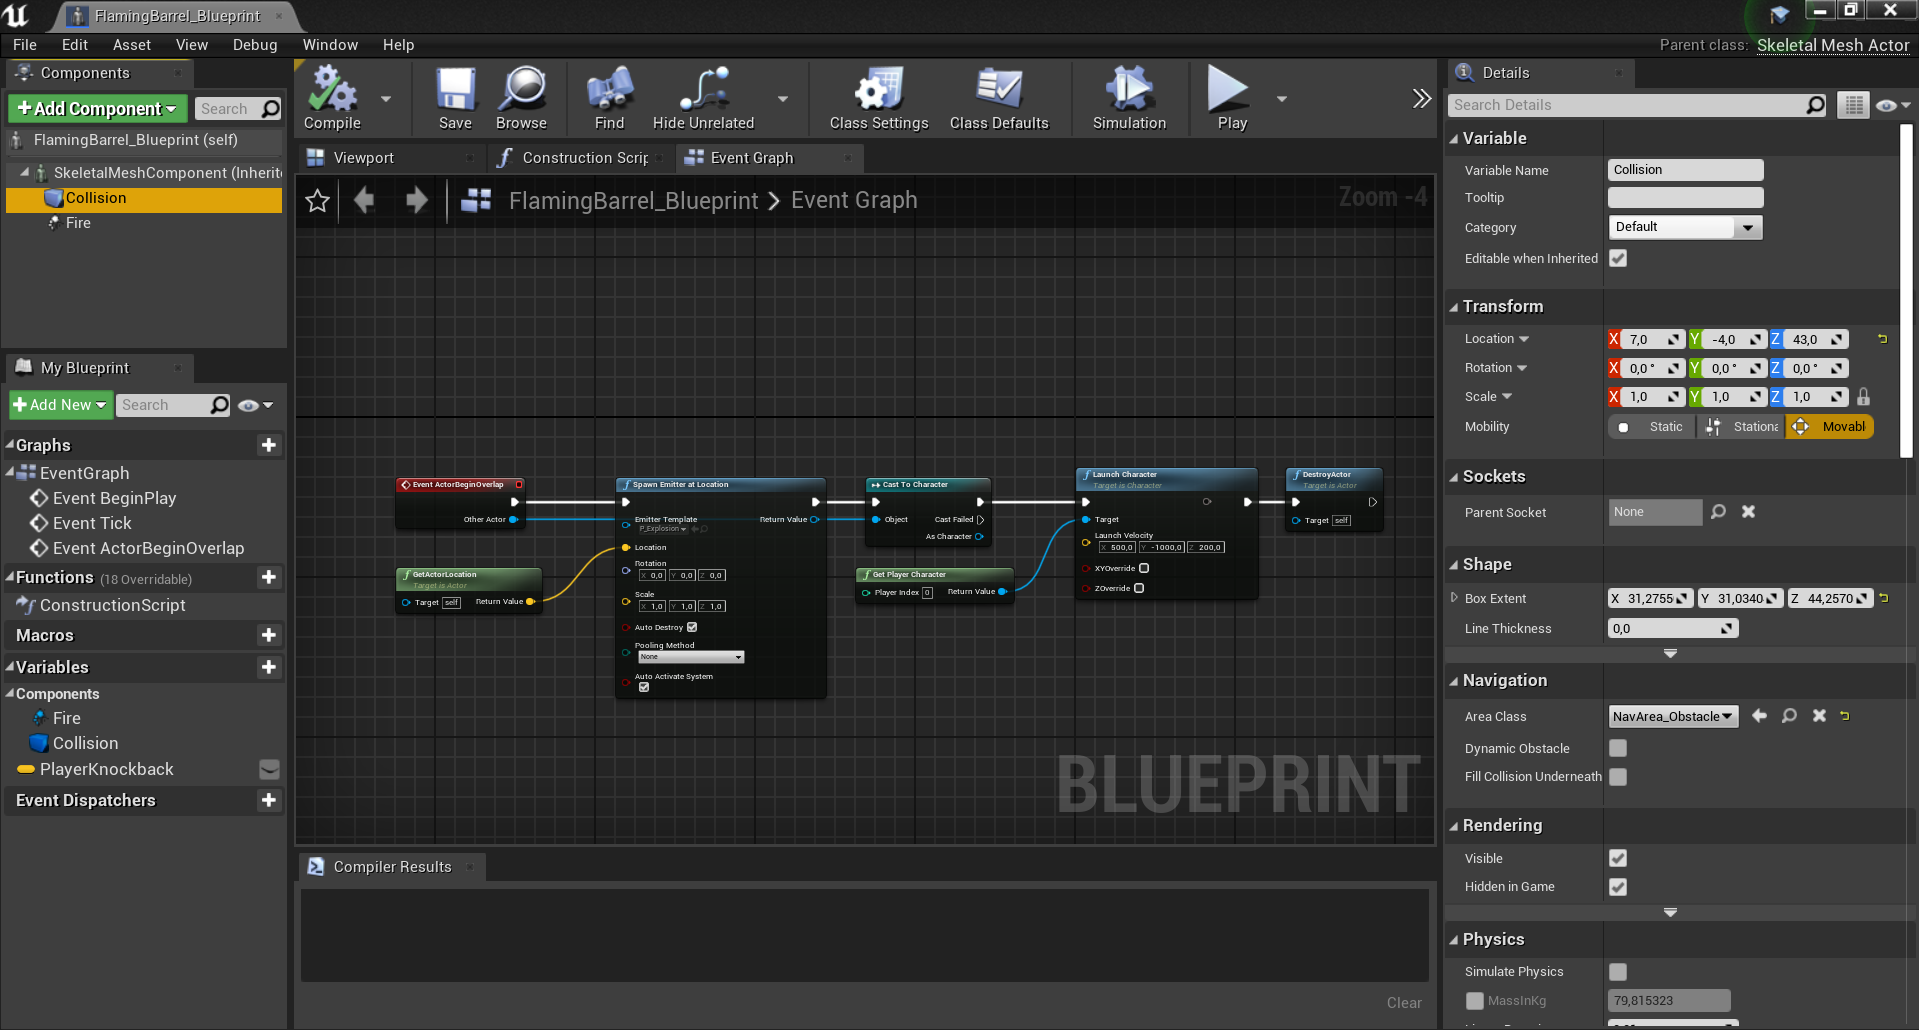 FlamingBarrel_Blueprint
File Edit Asset View Debug Window Help
Parent class: Skeletal Mesh Actor
Components
+Add Component
Search
FlamingBarrel_Blueprint (self)
SkeletalMeshComponent (Inherit
Collision
Fire
My Blueprint
+Add New
Search
Graphs
EventGraph
Event BeginPlay
Event Tick
Event ActorBeginOverlap
Functions (18 Overridable)
ConstructionScript
Macros
Variables
Components
Fire
Collision
PlayerKnockback
Event Dispatchers
Compile Save Browse Find Hide Unrelated Class Settings Class Defaults Simulation Play
Viewport Construction Scrip Event Graph
FlamingBarrel_Blueprint > Event Graph
Zoom -4
Event ActorBeginOverlap
Other Actor
GetActorLocation
Target is Actor
Target self Return Value
Spawn Emitter at Location
Emitter Template Return Value
P_Explosion
Location
Rotation
X 0,0 Y 0,0 Z 0,0
Scale
X 1,0 Y 1,0 Z 1,0
Auto Destroy
Pooling Method
None
Auto Activate System
Cast To Character
Object Cast Failed
As Character
Get Player Character
Player Index 0 Return Value
Launch Character
Target is Character
Target
Launch Velocity
X 500,0 Y -1000,0 Z 200,0
XYOverride
ZOverride
DestroyActor
Target is Actor
Target self
BLUEPRINT
Compiler Results
Clear
Details
Search Details
Variable
Variable Name Collision
Tooltip
Category Default
Editable when Inherited
Transform
Location X 7,0 Y -4,0 Z 43,0
Rotation X 0,0 ° Y 0,0 ° Z 0,0 °
Scale X 1,0 Y 1,0 Z 1,0
Mobility Static Stationa Movabl
Sockets
Parent Socket None
Shape
Box Extent X 31,2755 Y 31,0340 Z 44,2570
Line Thickness 0,0
Navigation
Area Class NavArea_Obstacle
Dynamic Obstacle
Fill Collision Underneath
Rendering
Visible
Hidden in Game
Physics
Simulate Physics
MassInKg 79,815323